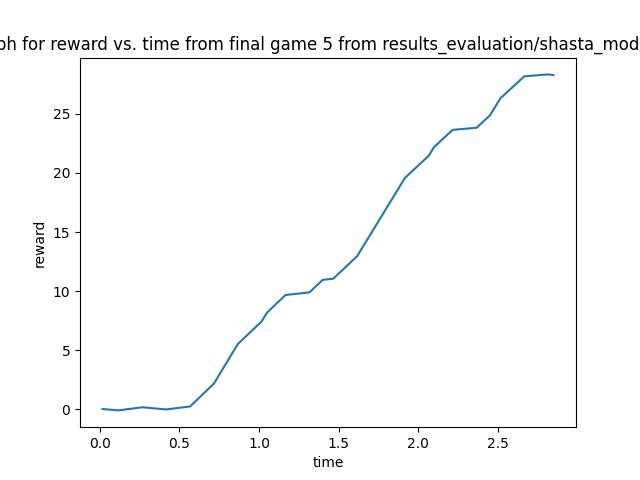 ph for reward vs. time from final game 5 from results_evaluation/shasta_mod
25
20
15
10
5
0
reward
0.0 0.5 1.0 1.5 2.0 2.5
time